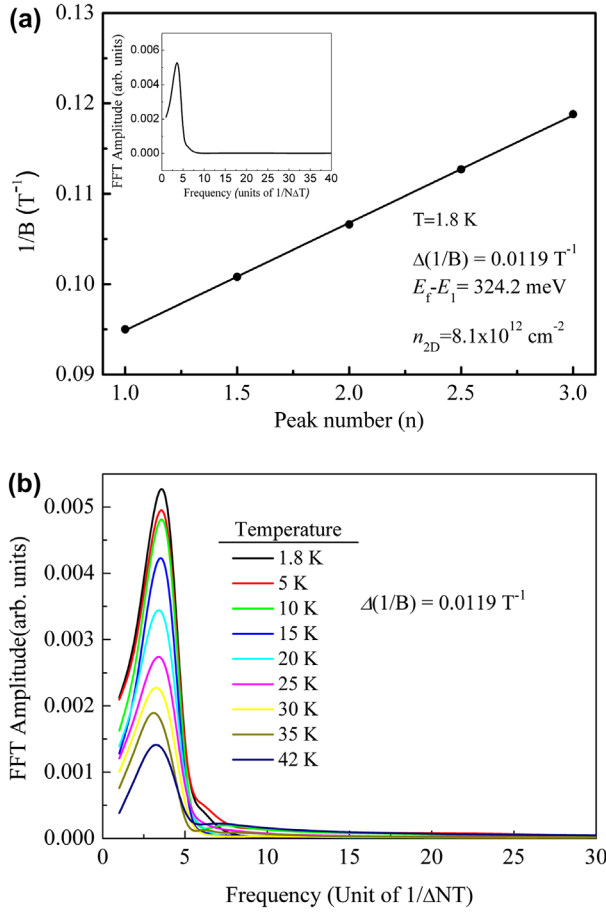 (a)
0.13
0.12
0.11
0.10
0.09
1/B (T⁻¹)
1.0 1.5 2.0 2.5 3.0
Peak number (n)
0.006
0.004
0.002
0.000
FFT Amplitude (arb. units)
0 5 10 15 20 25 30 35 40
Frequency (units of 1/NΔT)
T=1.8 K
Δ(1/B) = 0.0119 T⁻¹
E_f-E_1= 324.2 meV
n_2D=8.1x10¹² cm⁻²
(b)
0.005
0.004
0.003
0.002
0.001
0.000
FFT Amplitude(arb. units)
0 5 10 15 20 25 30
Frequency (Unit of 1/ΔNT)
Temperature
1.8 K
5 K
10 K
15 K
20 K
25 K
30 K
35 K
42 K
Δ(1/B) = 0.0119 T⁻¹